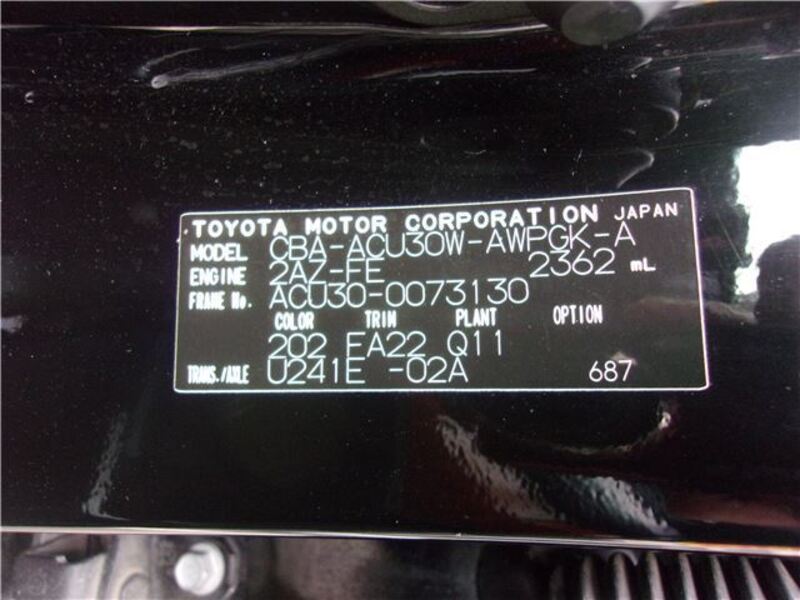 TOYOTA MOTOR CORPORATION JAPAN
MODEL CBA-ACU30W-AWPGK-A
ENGINE 2AZ-FE 2362 mL
FRAME No. ACU30-0073130
COLOR TRIM PLANT OPTION
202 FA22 Q11
TRANS./AXLE U241E -02A 687